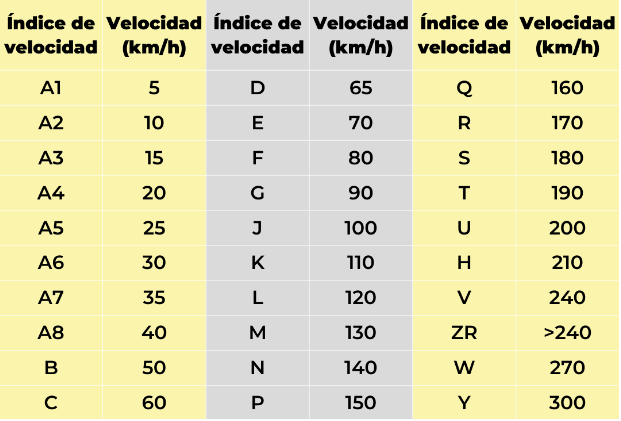 Índice de velocidad Velocidad (km/h) Índice de velocidad Velocidad (km/h) Índice de velocidad Velocidad (km/h)
A1 5 D 65 Q 160
A2 10 E 70 R 170
A3 15 F 80 S 180
A4 20 G 90 T 190
A5 25 J 100 U 200
A6 30 K 110 H 210
A7 35 L 120 V 240
A8 40 M 130 ZR >240
B 50 N 140 W 270
C 60 P 150 Y 300